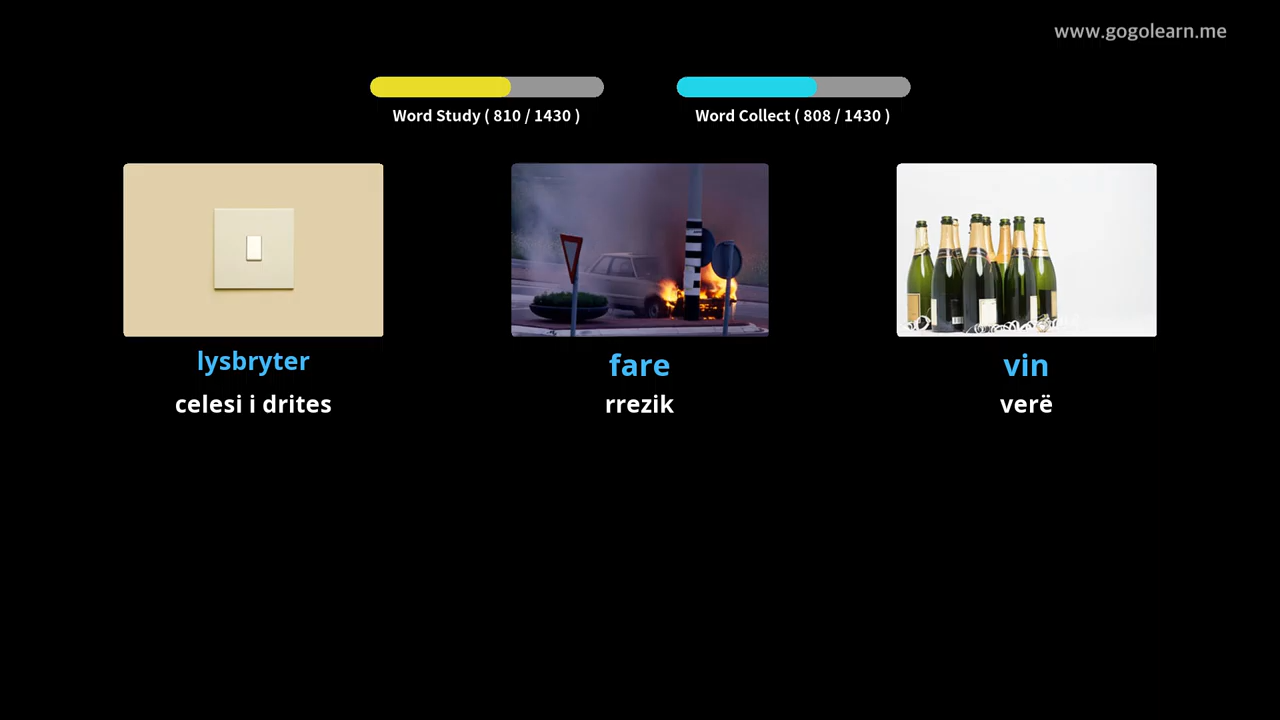 www.gogolearn.me
Word Study ( 810 / 1430 )
Word Collect ( 808 / 1430 )
lysbryter
celesi i drites
fare
rrezik
vin
verë